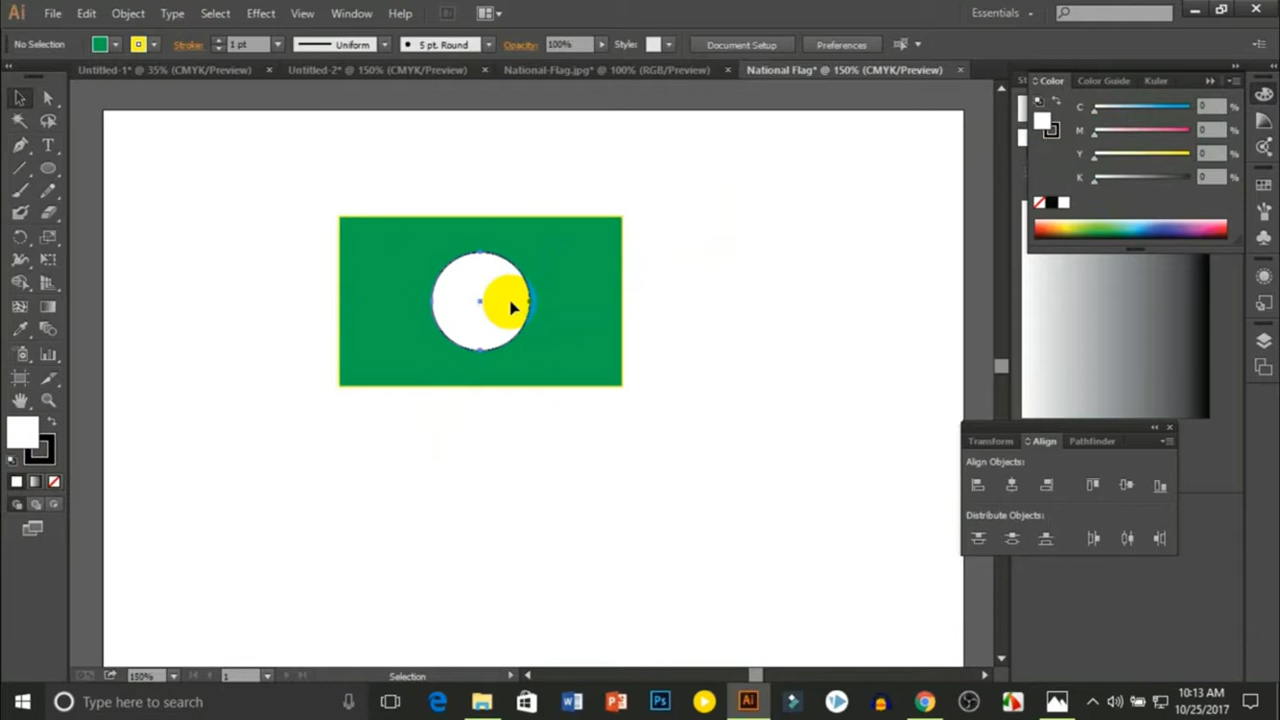 Ai File Edit Object Type Select Effect View Window Help Essentials
No Selection Stroke: 1 pt Uniform 5 pt. Round Opacity: 100% Style: Document Setup Preferences
Untitled-1* @ 35% (CMYK/Preview) × Untitled-2* @ 150% (CMYK/Preview) × National-Flag.jpg* @ 100% (RGB/Preview) × National Flag* @ 150% (CMYK/Preview) ×
Color Color Guide Kuler
C 0 %
M 0 %
Y 0 %
K 0 %
Transform Align Pathfinder
Align Objects:
Distribute Objects:
150% 1 Selection
Type here to search
10:13 AM
10/25/2017